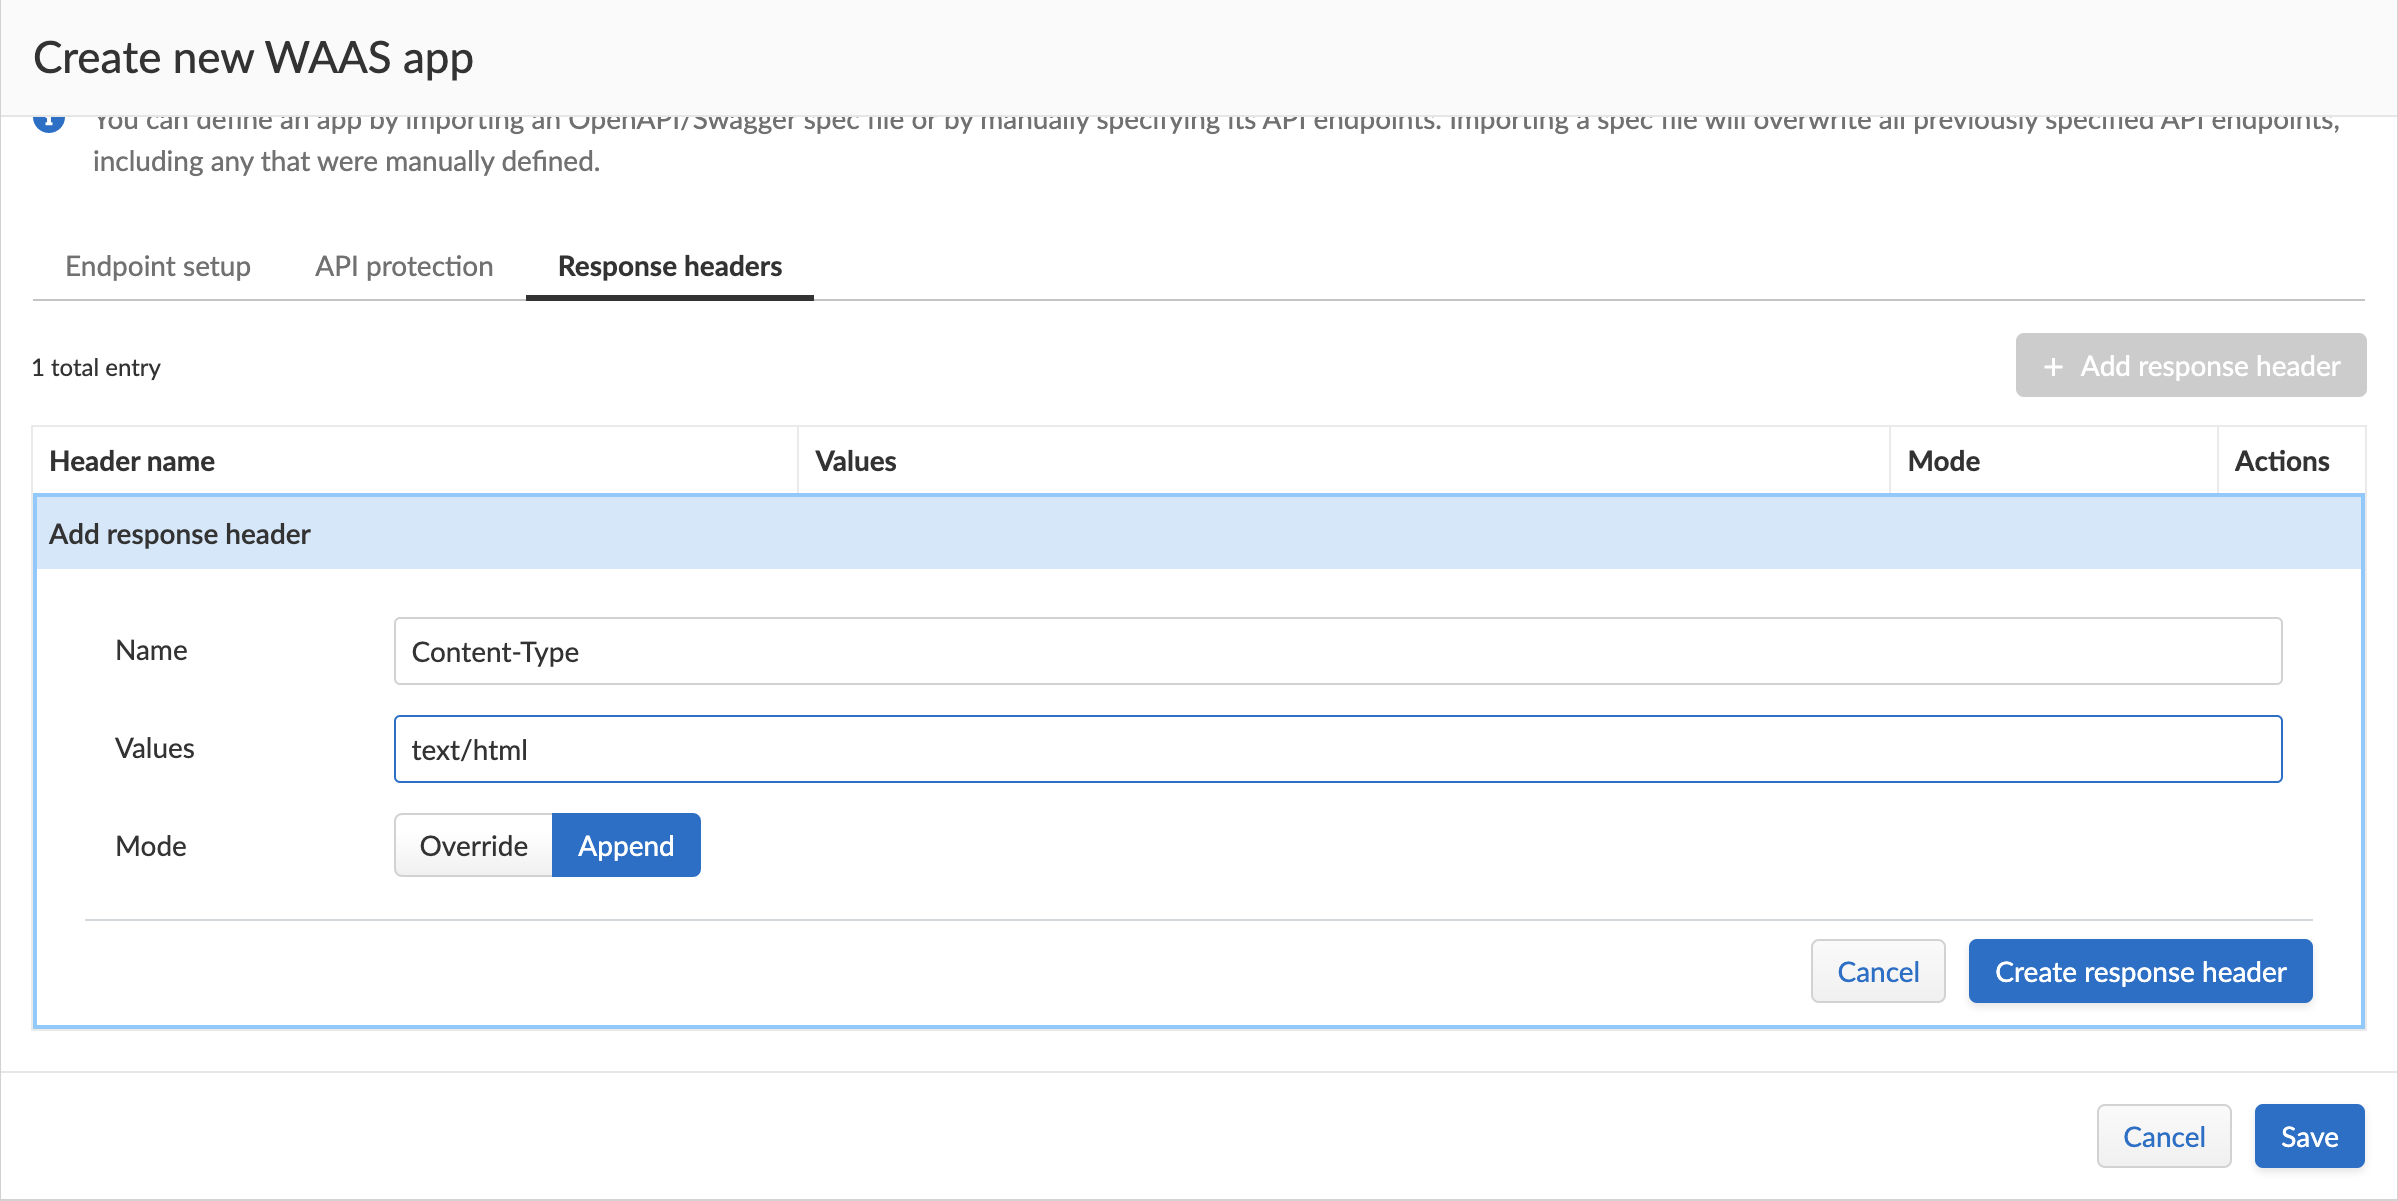 Create new WAAS app
You can define an app by importing an OpenAPI/Swagger spec file or by manually specifying its API endpoints. Importing a spec file will overwrite all previously specified API endpoints,
including any that were manually defined.
Endpoint setup API protection Response headers
1 total entry
+ Add response header
Header name Values Mode Actions
Add response header
Name Content-Type
Values text/html
Mode Override Append
Cancel Create response header
Cancel Save